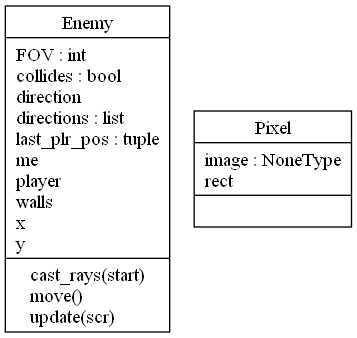 Enemy
FOV : int
collides : bool
direction
directions : list
last_plr_pos : tuple
me
player
walls
x
y
cast_rays(start)
move()
update(scr)
Pixel
image : NoneType
rect